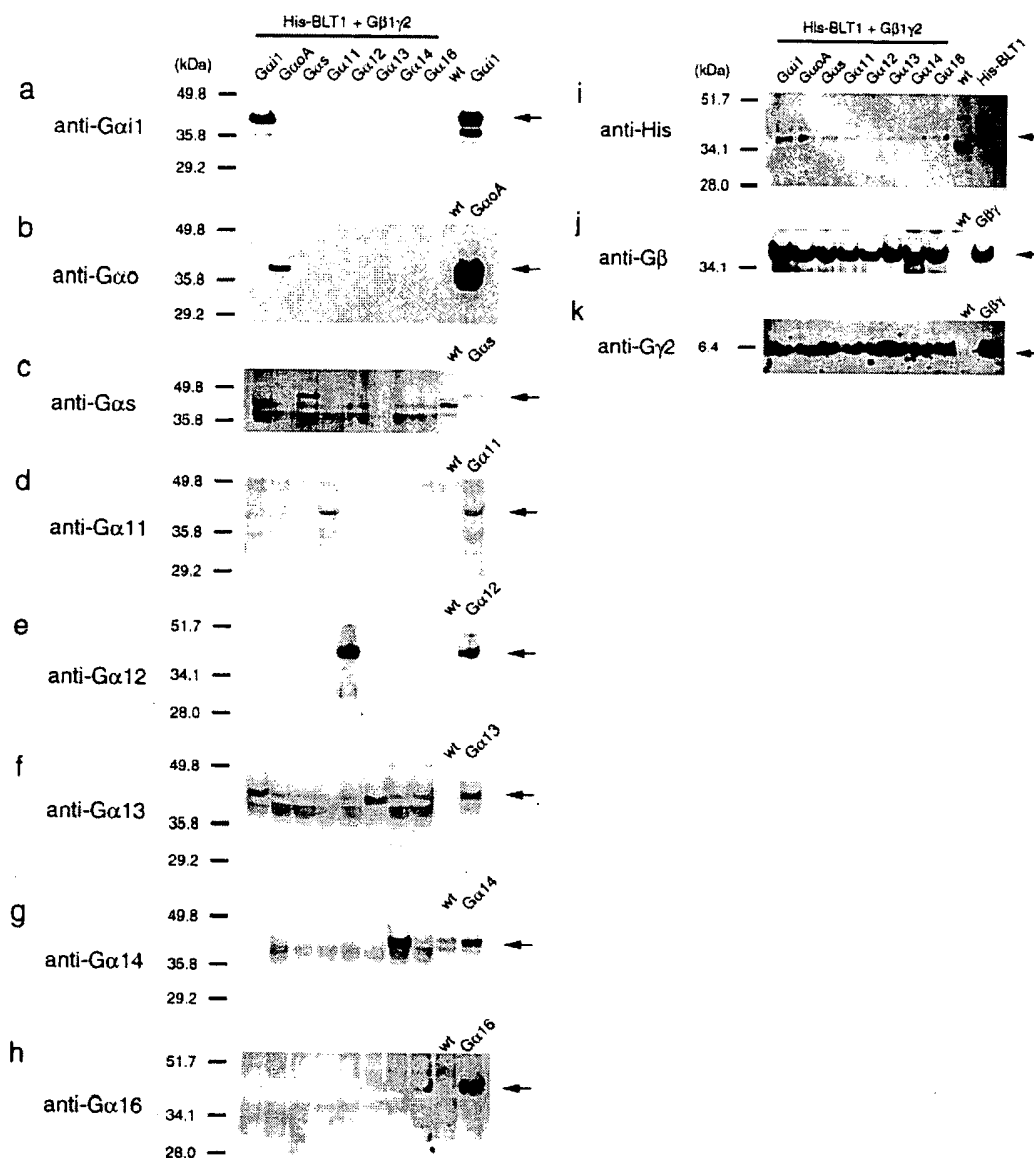 His-BLT1 + Gβ1γ2
Gαi1 GαoA Gαs Gα11 Gα12 Gα13 Gα14 Gα16 wt Gαi1
(kDa)
a
anti-Gαi1
49.8
35.8
29.2
wt GαoA
b
anti-Gαo
49.8
35.8
29.2
wt Gαs
c
anti-Gαs
49.8
35.8
wt Gα11
d
anti-Gα11
49.8
35.8
29.2
wt Gα12
e
anti-Gα12
51.7
34.1
28.0
wt Gα13
f
anti-Gα13
49.8
35.8
29.2
wt Gα14
g
anti-Gα14
49.8
35.8
29.2
wt Gα16
h
anti-Gα16
51.7
34.1
28.0
His-BLT1 + Gβ1γ2
Gαi1 GαoA Gαs Gα11 Gα12 Gα13 Gα14 Gα16 wt His-BLT1
(kDa)
i
anti-His
51.7
34.1
28.0
wt Gβγ
j
anti-Gβ
34.1
wt Gβγ
k
anti-Gγ2
6.4